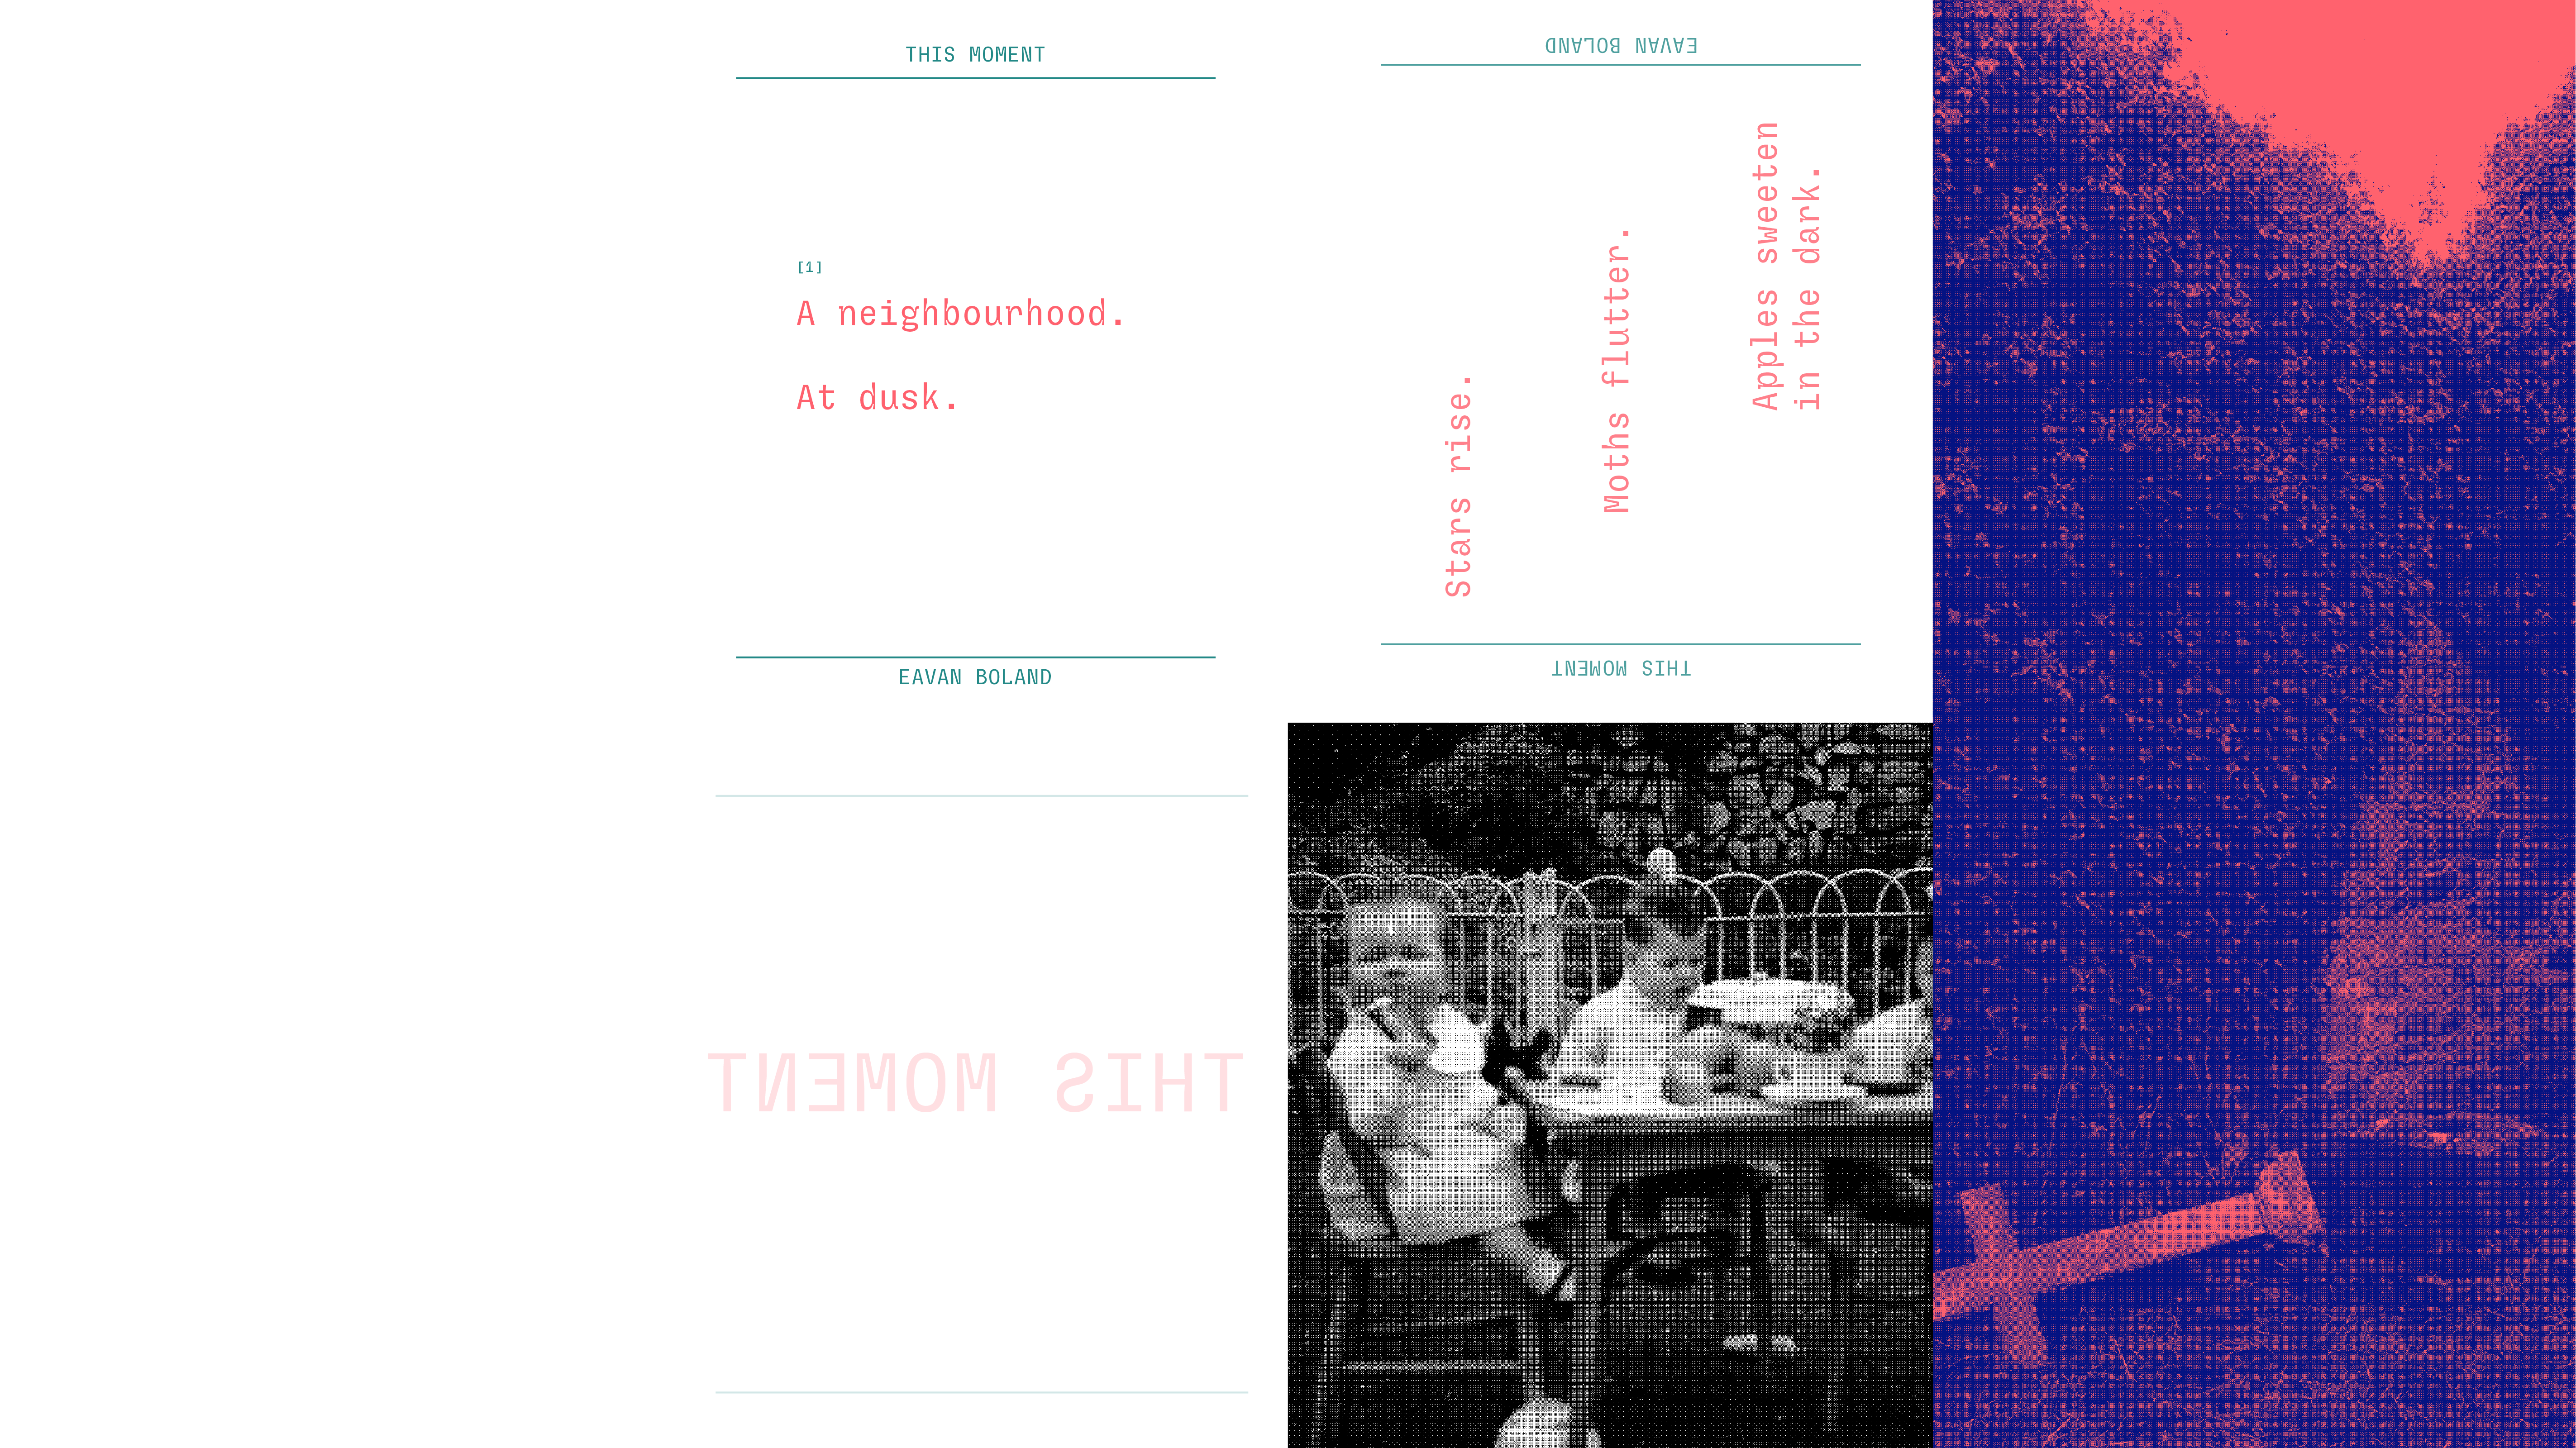 THIS MOMENT
[1]
A neighbourhood.
At dusk.
EAVAN BOLAND
EAVAN BOLAND
Stars rise.
Moths flutter.
Apples sweeten
in the dark.
THIS MOMENT
THIS MOMENT